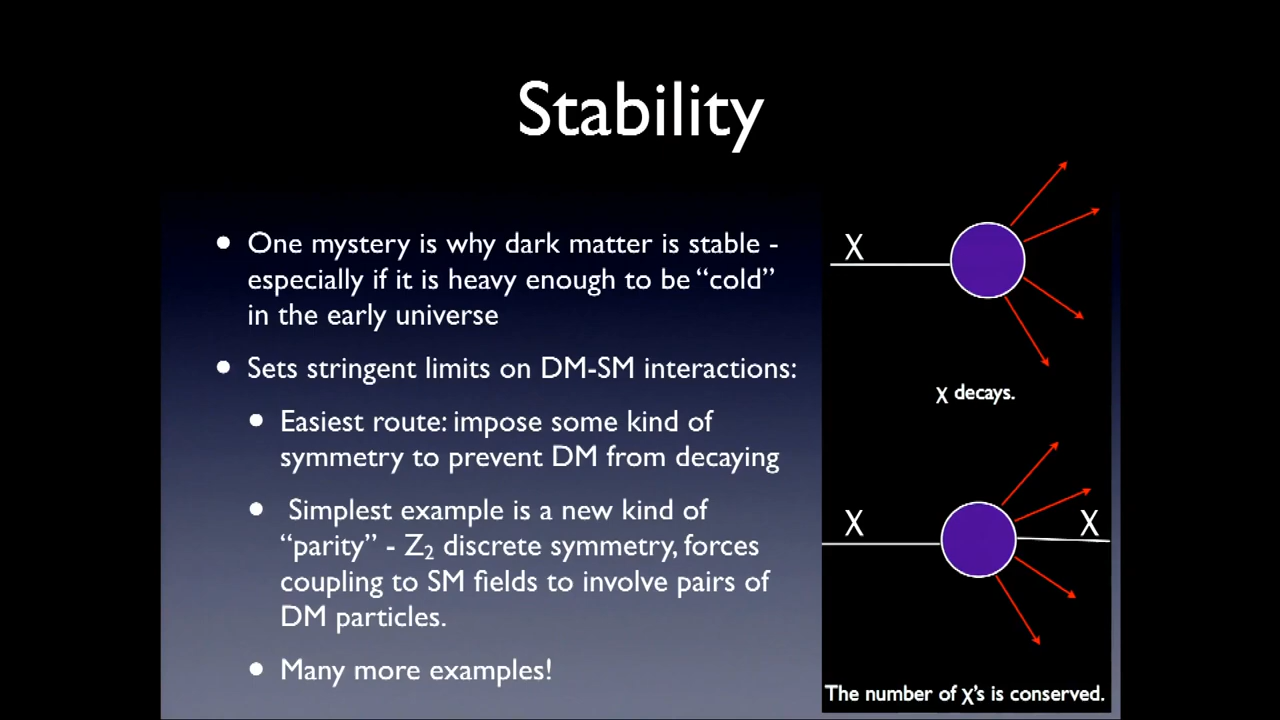 Stability
• One mystery is why dark matter is stable -
especially if it is heavy enough to be “cold”
in the early universe
• Sets stringent limits on DM-SM interactions:
• Easiest route: impose some kind of
symmetry to prevent DM from decaying
• Simplest example is a new kind of
“parity” - Z₂ discrete symmetry, forces
coupling to SM fields to involve pairs of
DM particles.
• Many more examples!
χ
χ decays.
χ χ
The number of χ’s is conserved.